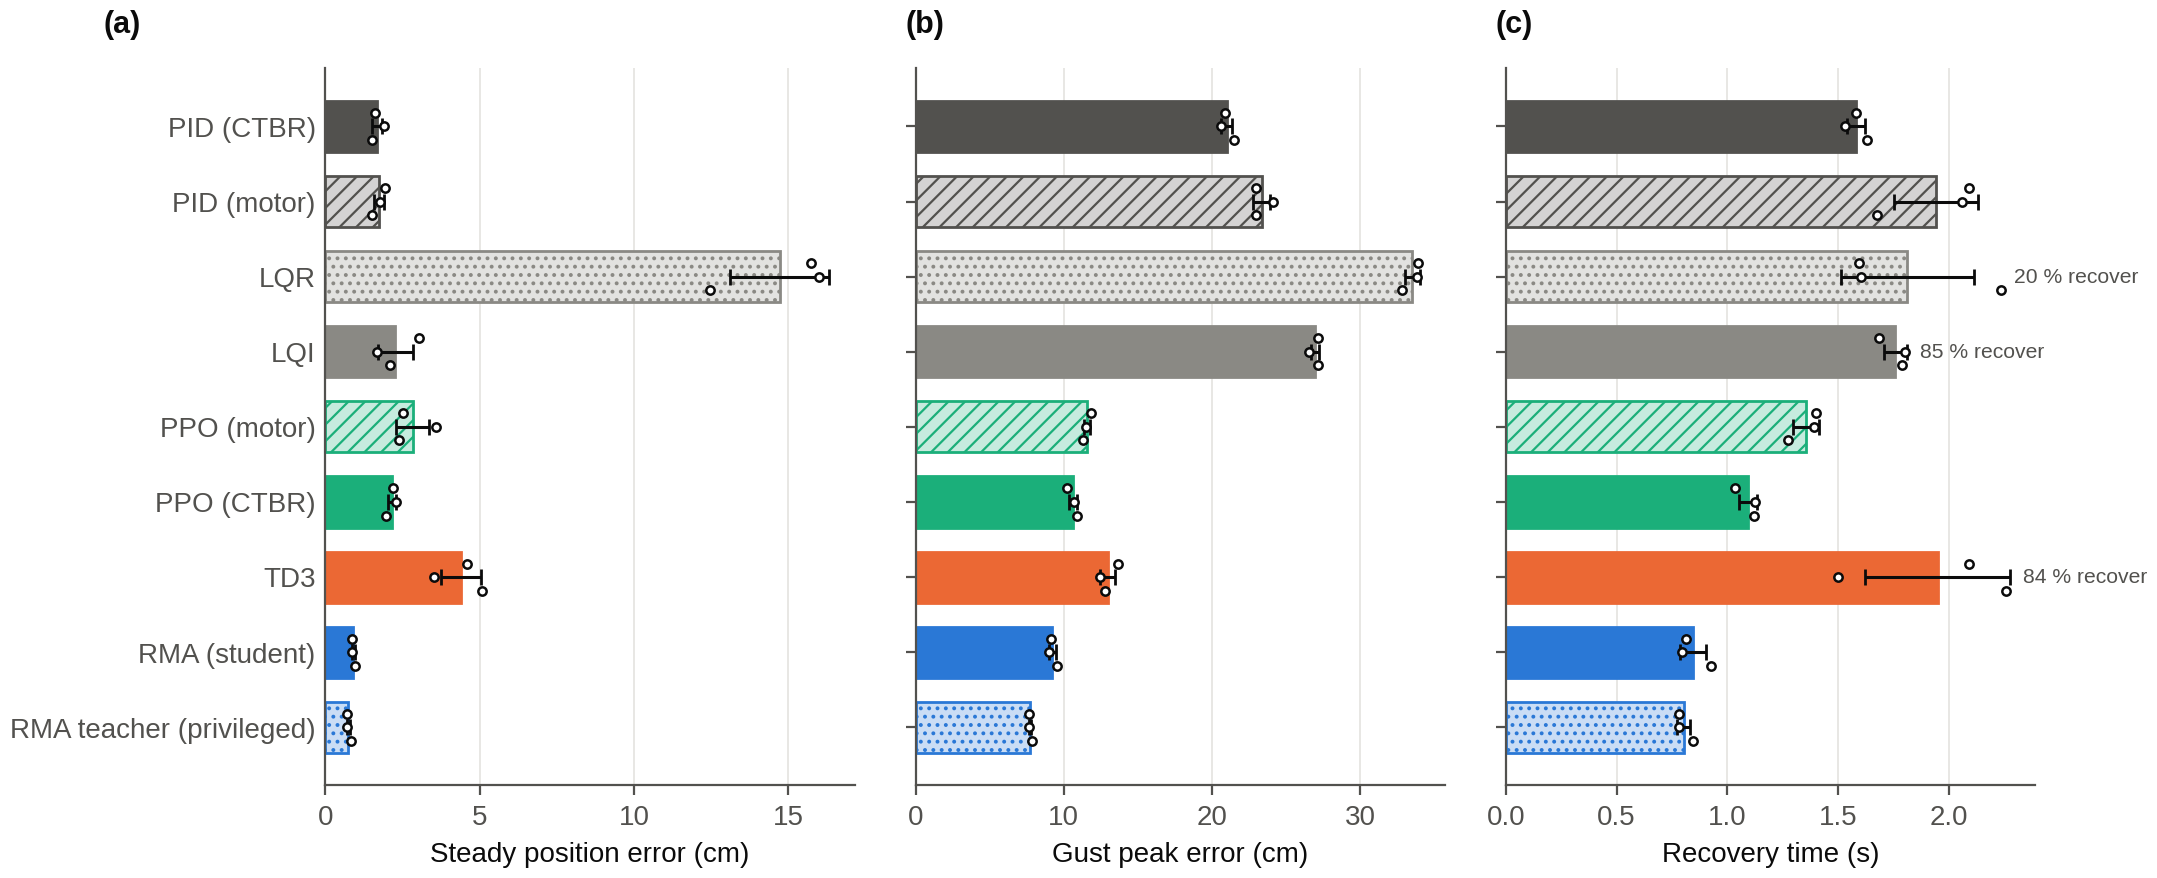 (a)
(b)
(c)
PID (CTBR)
PID (motor)
LQR
20 % recover
LQI
85 % recover
PPO (motor)
PPO (CTBR)
TD3
84 % recover
RMA (student)
RMA teacher (privileged)
0 5 10 15
0 10 20 30
0.0 0.5 1.0 1.5 2.0
Steady position error (cm)
Gust peak error (cm)
Recovery time (s)